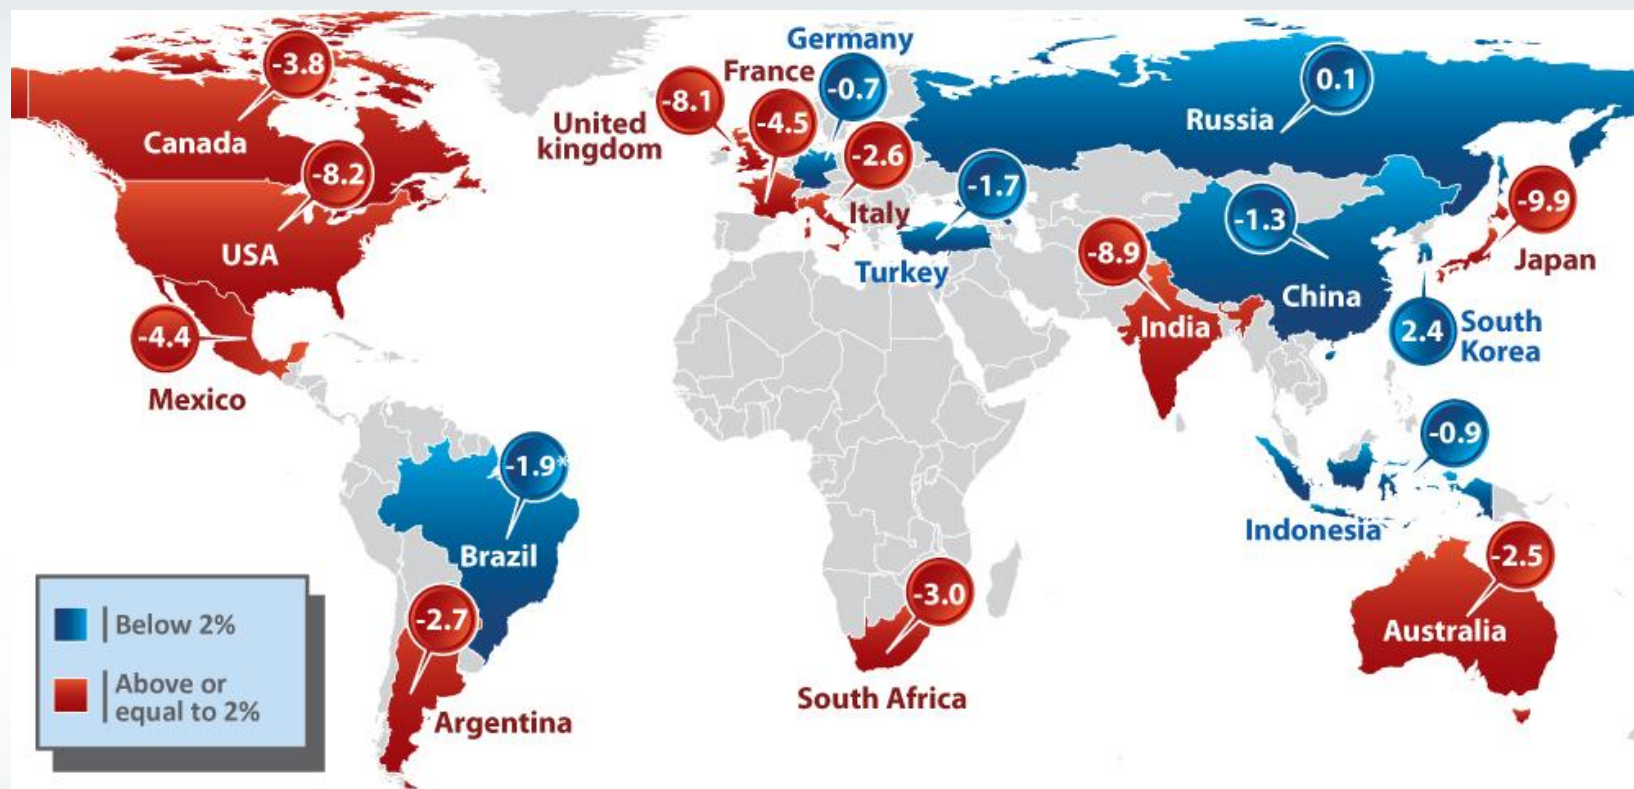 Germany
-3.8
France
-0.7
0.1
-8.1
-4.5
United
kingdom
Russia
Canada
-2.6
-8.2
-1.7
-9.9
Italy
-1.3
USA
-8.9
Japan
Turkey
China
-4.4
India
2.4
South
Korea
Mexico
-0.9
-1.9*
Indonesia
Brazil
-2.5
-3.0
-2.7
Below 2%
Australia
Above or
equal to 2%
South Africa
Argentina